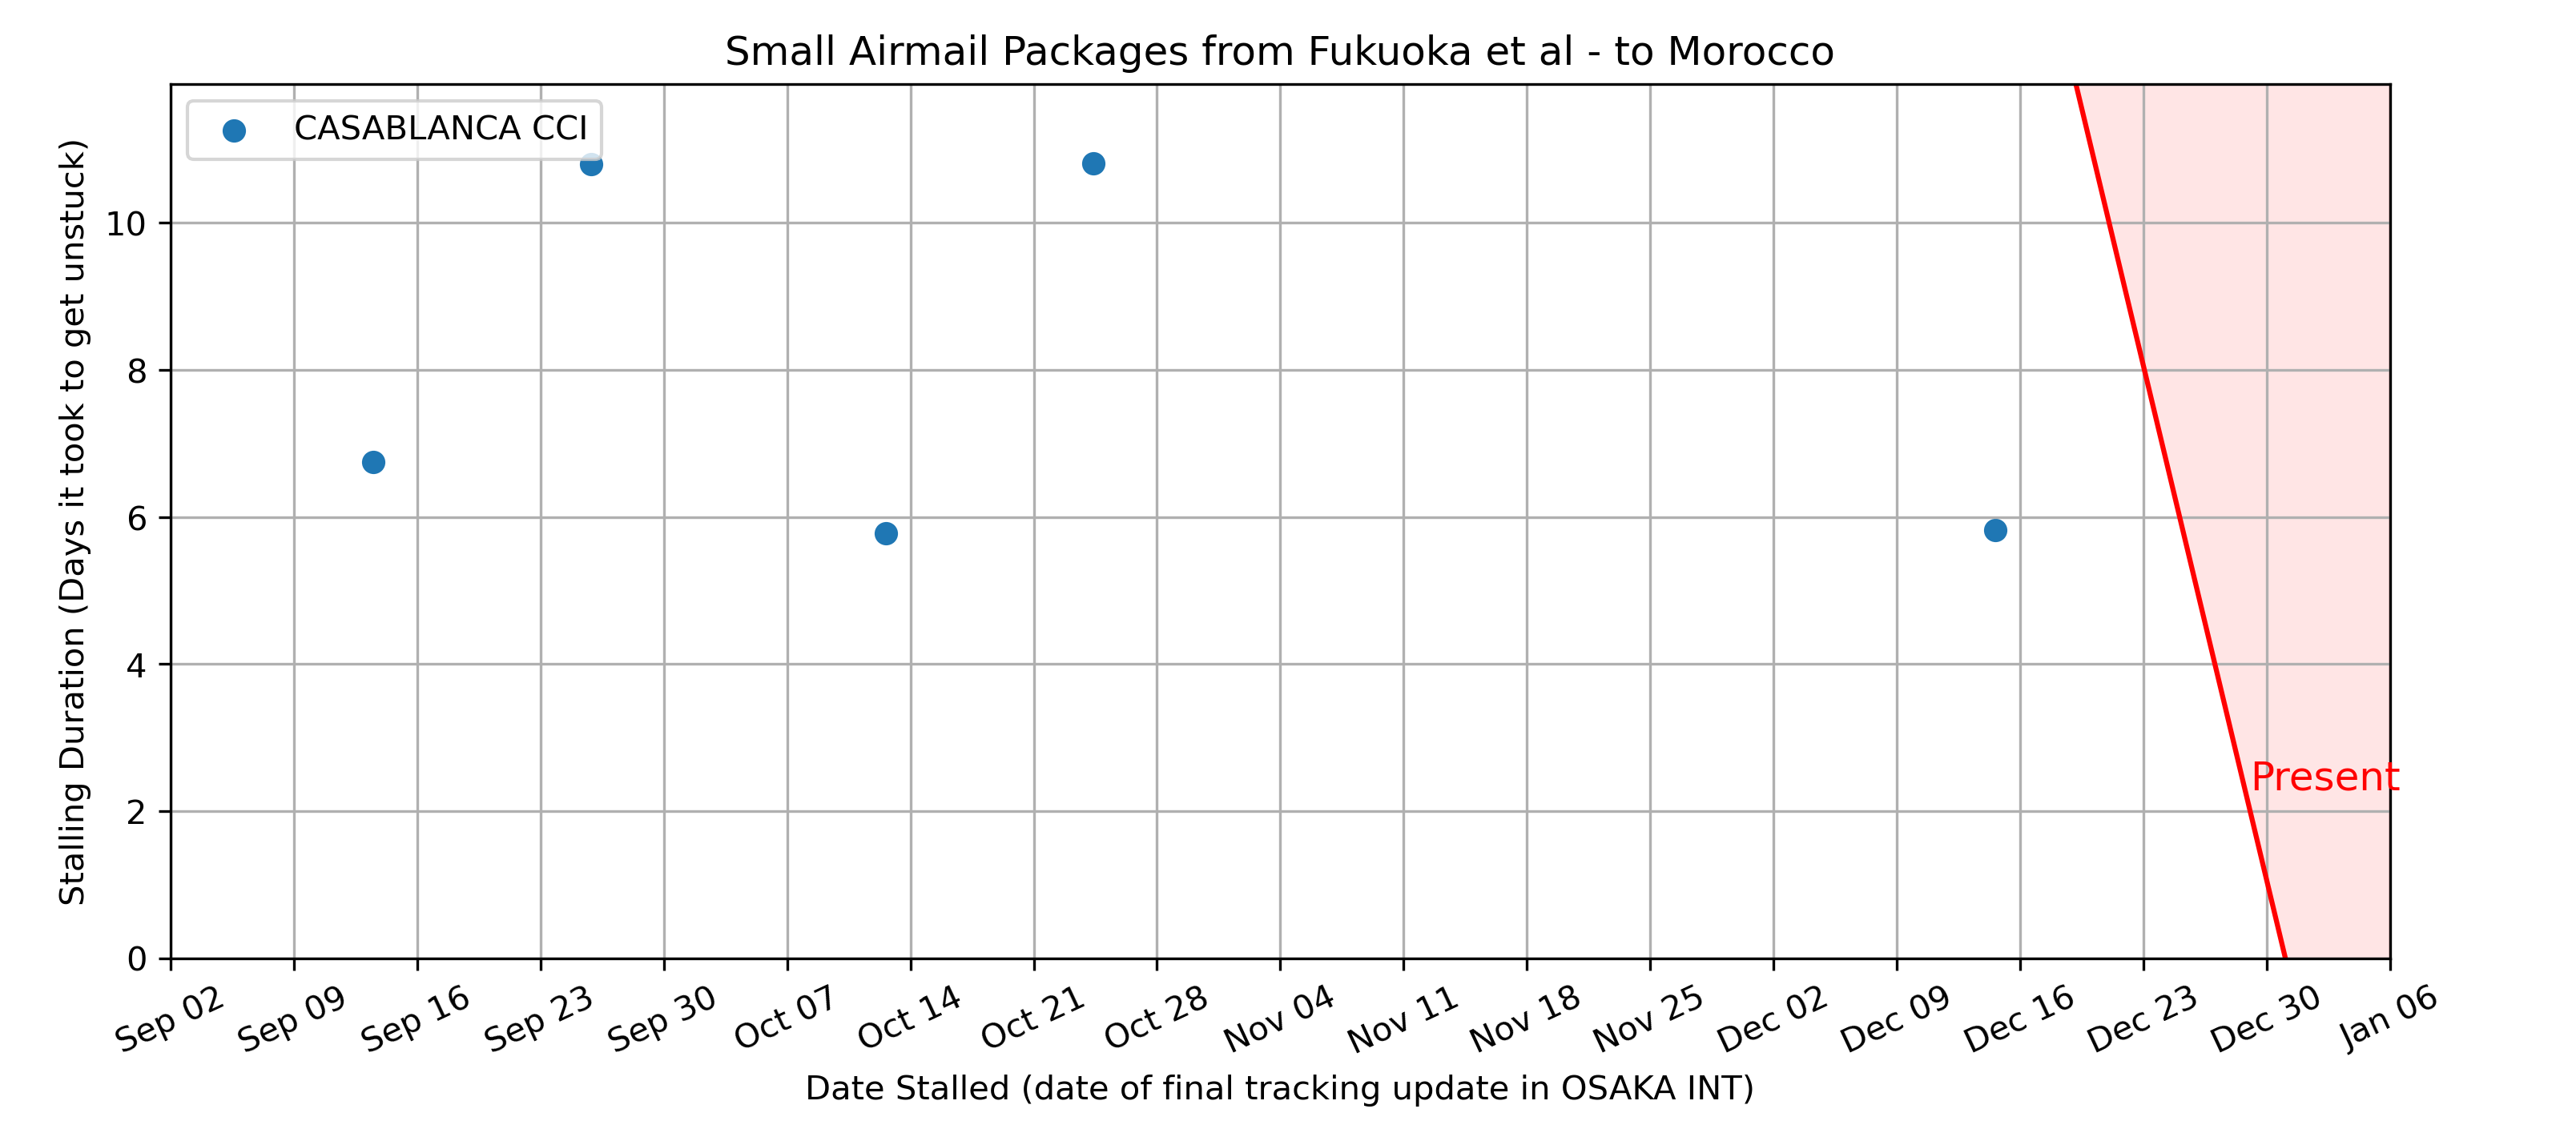 Small Airmail Packages from Fukuoka et al - to Morocco
CASABLANCA CCI
Stalling Duration (Days it took to get unstuck)
10
8
6
4
2
0
Present
Sep 02 Sep 09 Sep 16 Sep 23 Sep 30 Oct 07 Oct 14 Oct 21 Oct 28 Nov 04 Nov 11 Nov 18 Nov 25 Dec 02 Dec 09 Dec 16 Dec 23 Dec 30 Jan 06
Date Stalled (date of final tracking update in OSAKA INT)